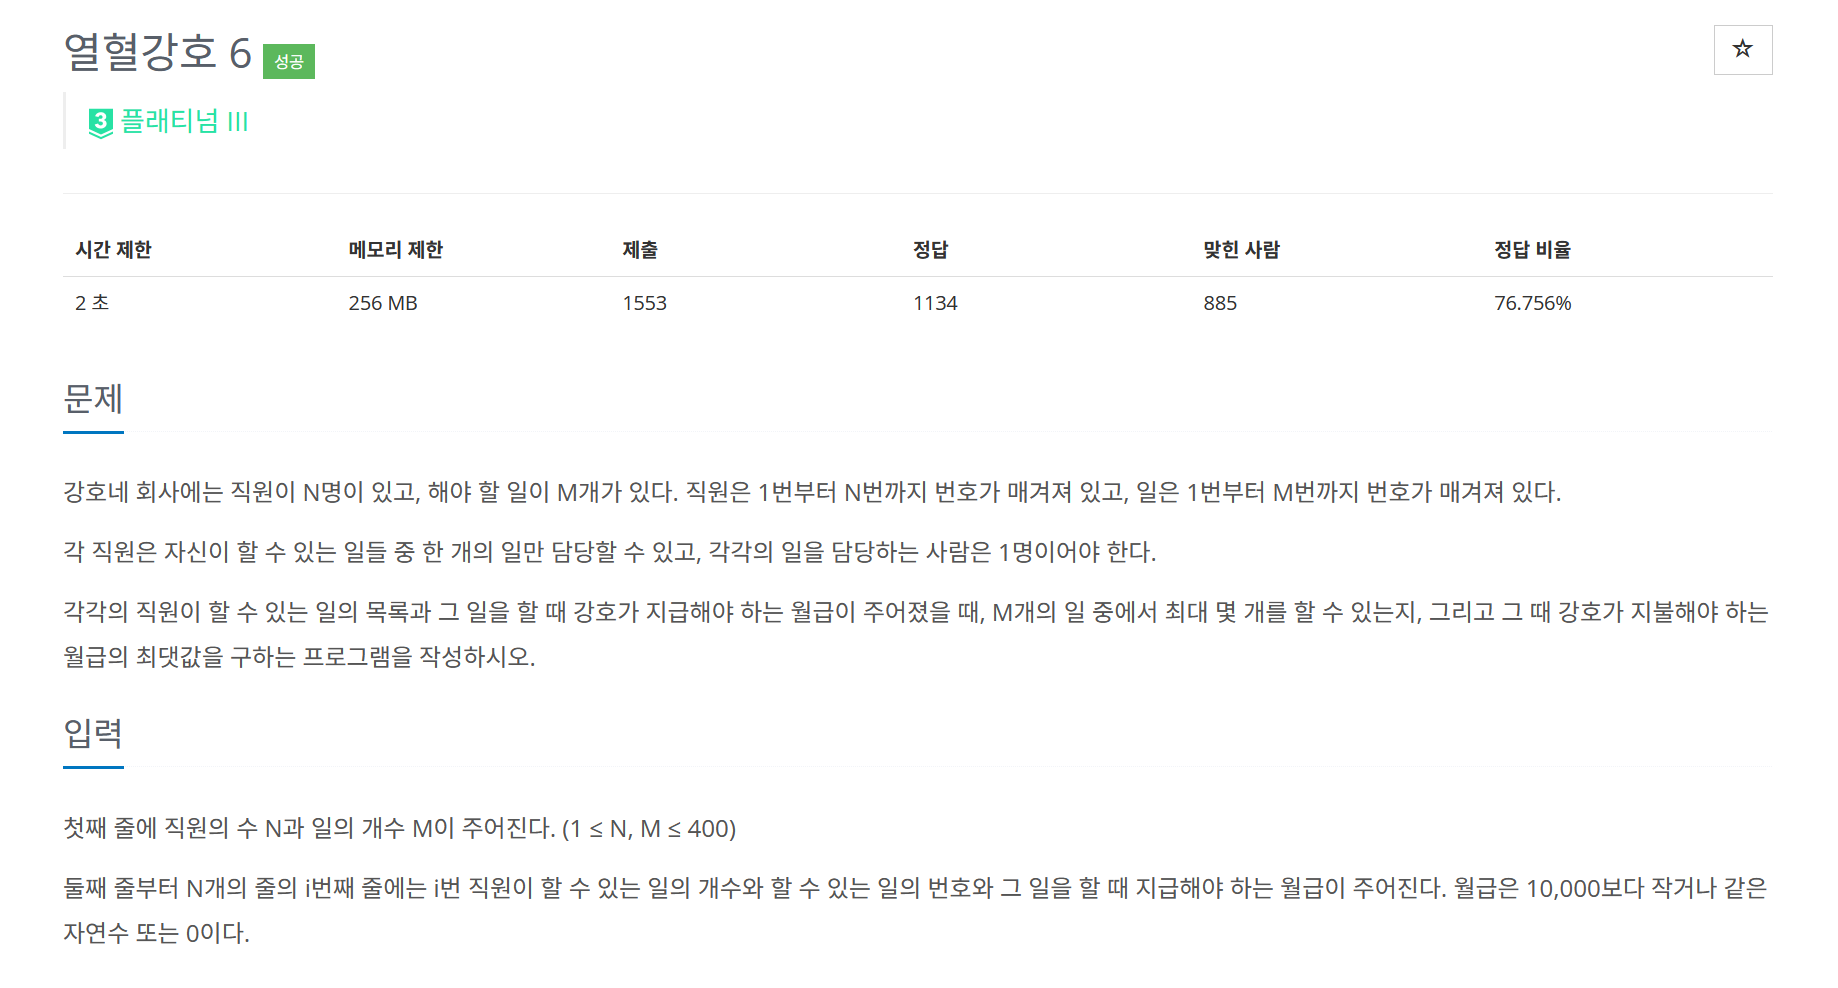 열혈강호 6 성공
3 플래티넘 III
시간 제한 메모리 제한 제출 정답 맞힌 사람 정답 비율
2 초 256 MB 1553 1134 885 76.756%
문제
강호네 회사에는 직원이 N명이 있고, 해야 할 일이 M개가 있다. 직원은 1번부터 N번까지 번호가 매겨져 있고, 일은 1번부터 M번까지 번호가 매겨져 있다.
각 직원은 자신이 할 수 있는 일들 중 한 개의 일만 담당할 수 있고, 각각의 일을 담당하는 사람은 1명이어야 한다.
각각의 직원이 할 수 있는 일의 목록과 그 일을 할 때 강호가 지급해야 하는 월급이 주어졌을 때, M개의 일 중에서 최대 몇 개를 할 수 있는지, 그리고 그 때 강호가 지불해야 하는
월급의 최댓값을 구하는 프로그램을 작성하시오.
입력
첫째 줄에 직원의 수 N과 일의 개수 M이 주어진다. (1 ≤ N, M ≤ 400)
둘째 줄부터 N개의 줄의 i번째 줄에는 i번 직원이 할 수 있는 일의 개수와 할 수 있는 일의 번호와 그 일을 할 때 지급해야 하는 월급이 주어진다. 월급은 10,000보다 작거나 같은
자연수 또는 0이다.